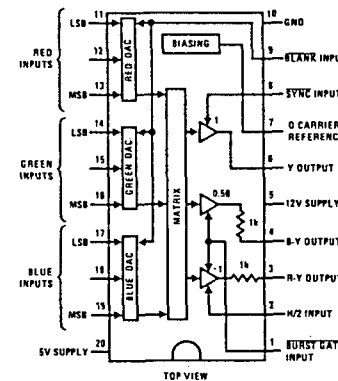 RED INPUTS
LSB 11
12
MSB 13
RED DAC
GREEN INPUTS
LSB 14
15
MSB 16
GREEN DAC
BLUE INPUTS
LSB 17
18
MSB 19
BLUE DAC
5V SUPPLY 20
BIASING
MATRIX
1
0.56
1k
-1
1k
10 GND
9 BLANK INPUT
8 SYNC INPUT
7 0 CARRIER REFERENCE
6 Y OUTPUT
5 12V SUPPLY
4 B-Y OUTPUT
3 R-Y OUTPUT
2 H/2 INPUT
1 BURST GATE INPUT
TOP VIEW